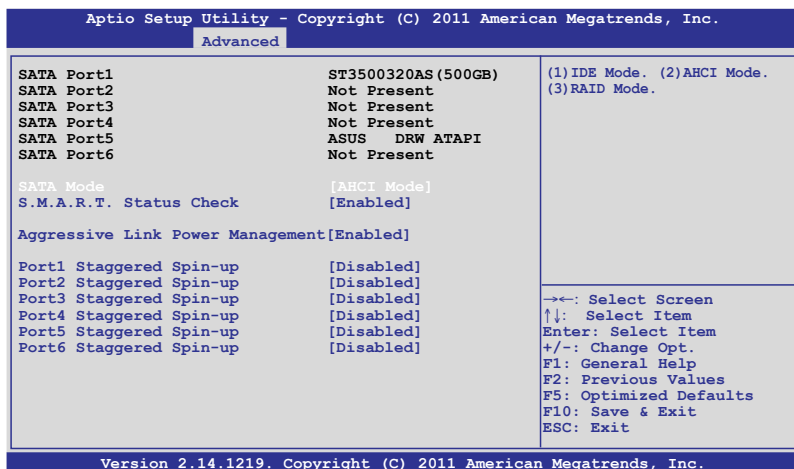 Aptio Setup Utility - Copyright (C) 2011 American Megatrends, Inc.
Advanced
SATA Port1 ST3500320AS(500GB)
SATA Port2 Not Present
SATA Port3 Not Present
SATA Port4 Not Present
SATA Port5 ASUS DRW ATAPI
SATA Port6 Not Present
SATA Mode [AHCI Mode]
S.M.A.R.T. Status Check [Enabled]
Aggressive Link Power Management[Enabled]
Port1 Staggered Spin-up [Disabled]
Port2 Staggered Spin-up [Disabled]
Port3 Staggered Spin-up [Disabled]
Port4 Staggered Spin-up [Disabled]
Port5 Staggered Spin-up [Disabled]
Port6 Staggered Spin-up [Disabled]
(1)IDE Mode. (2)AHCI Mode.
(3)RAID Mode.
→←: Select Screen
↑↓: Select Item
Enter: Select Item
+/-: Change Opt.
F1: General Help
F2: Previous Values
F5: Optimized Defaults
F10: Save & Exit
ESC: Exit
Version 2.14.1219. Copyright (C) 2011 American Megatrends, Inc.